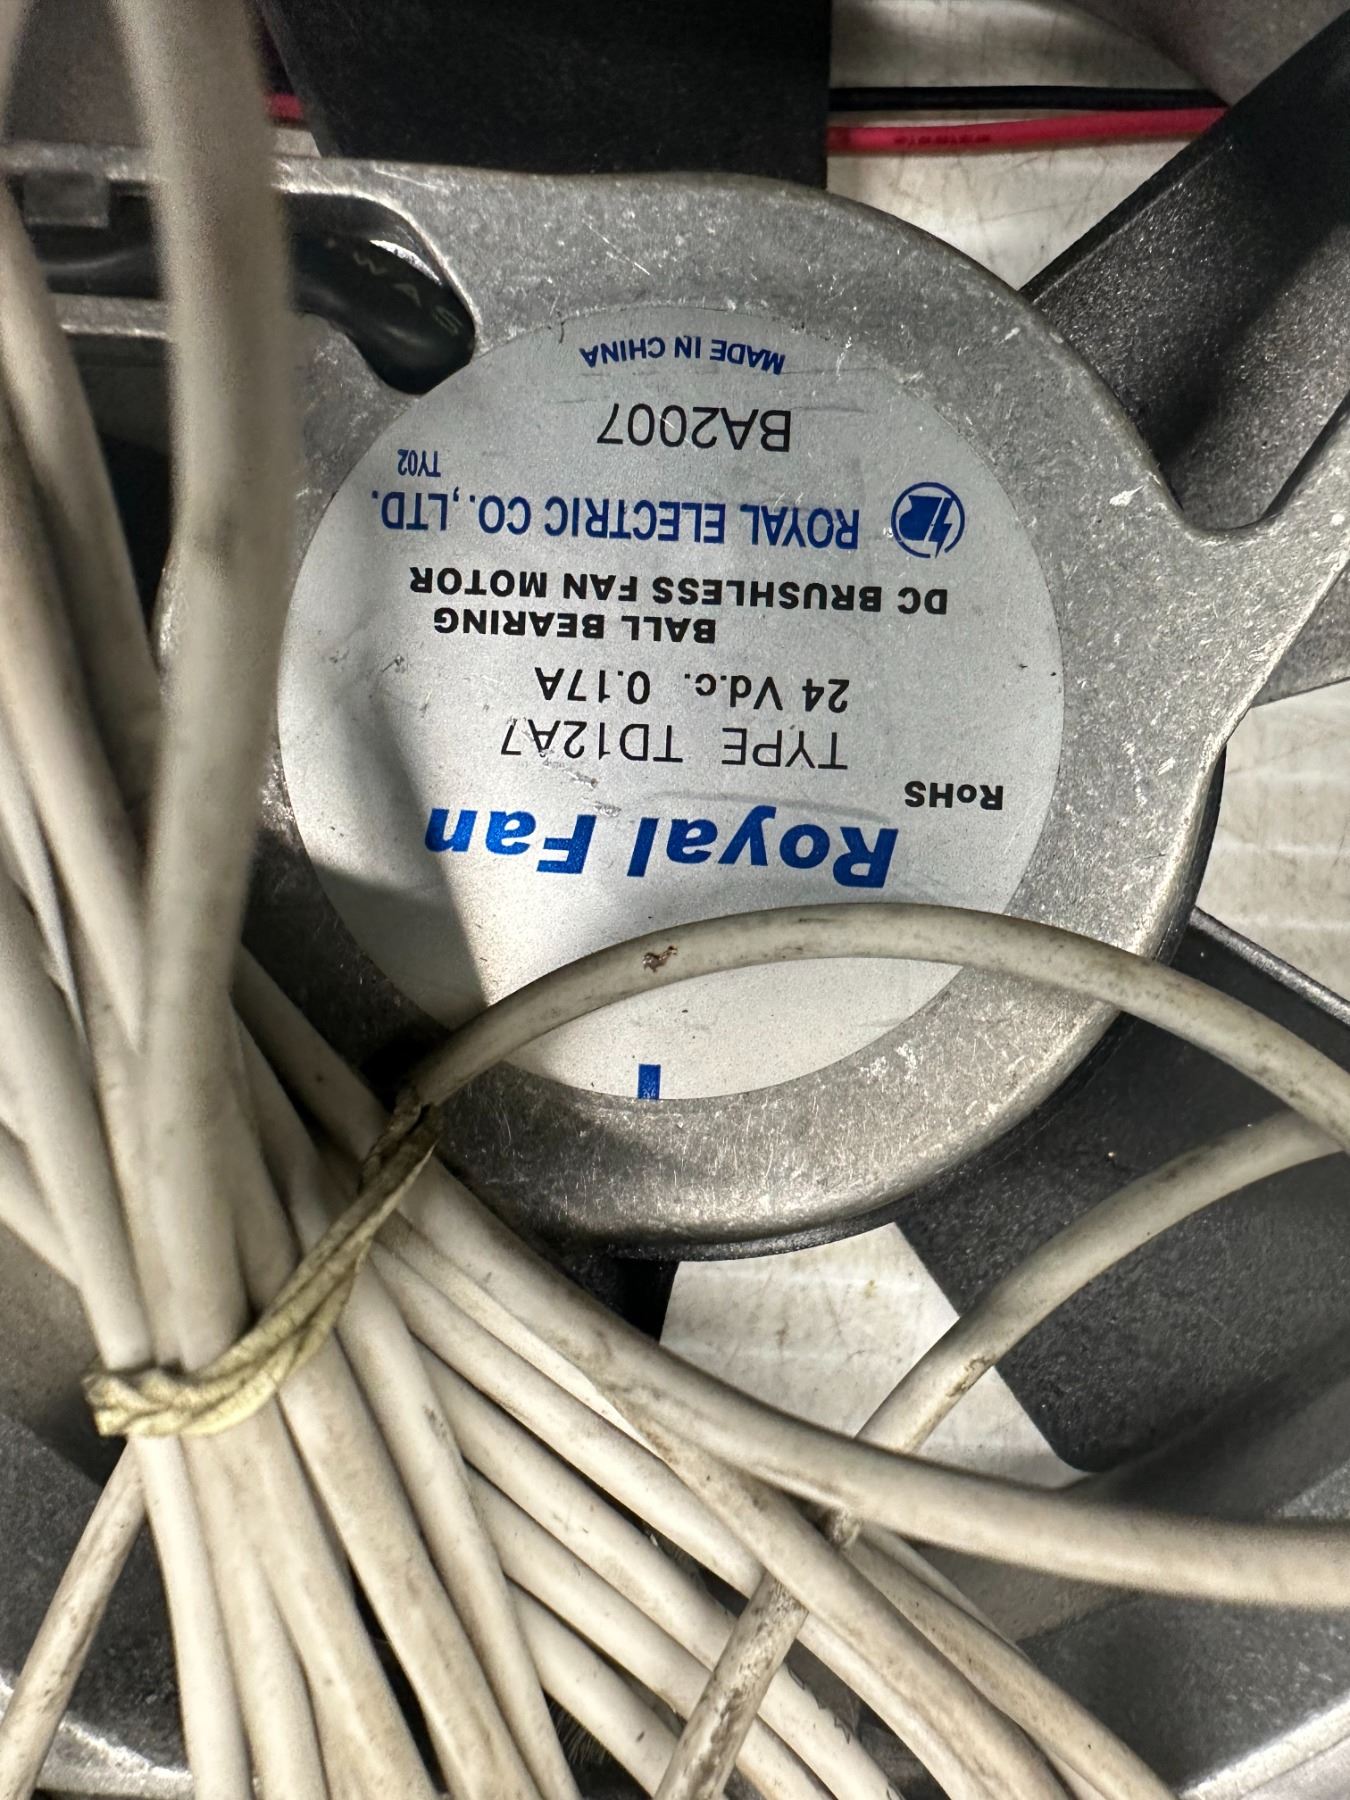 Royal Fan
RoHS
TYPE TD12A7
24 Vd.c. 0.17A
BALL BEARING
DC BRUSHLESS FAN MOTOR
ROYAL ELECTRIC CO.,LTD.
TY02
BA2007
MADE IN CHINA
WAS